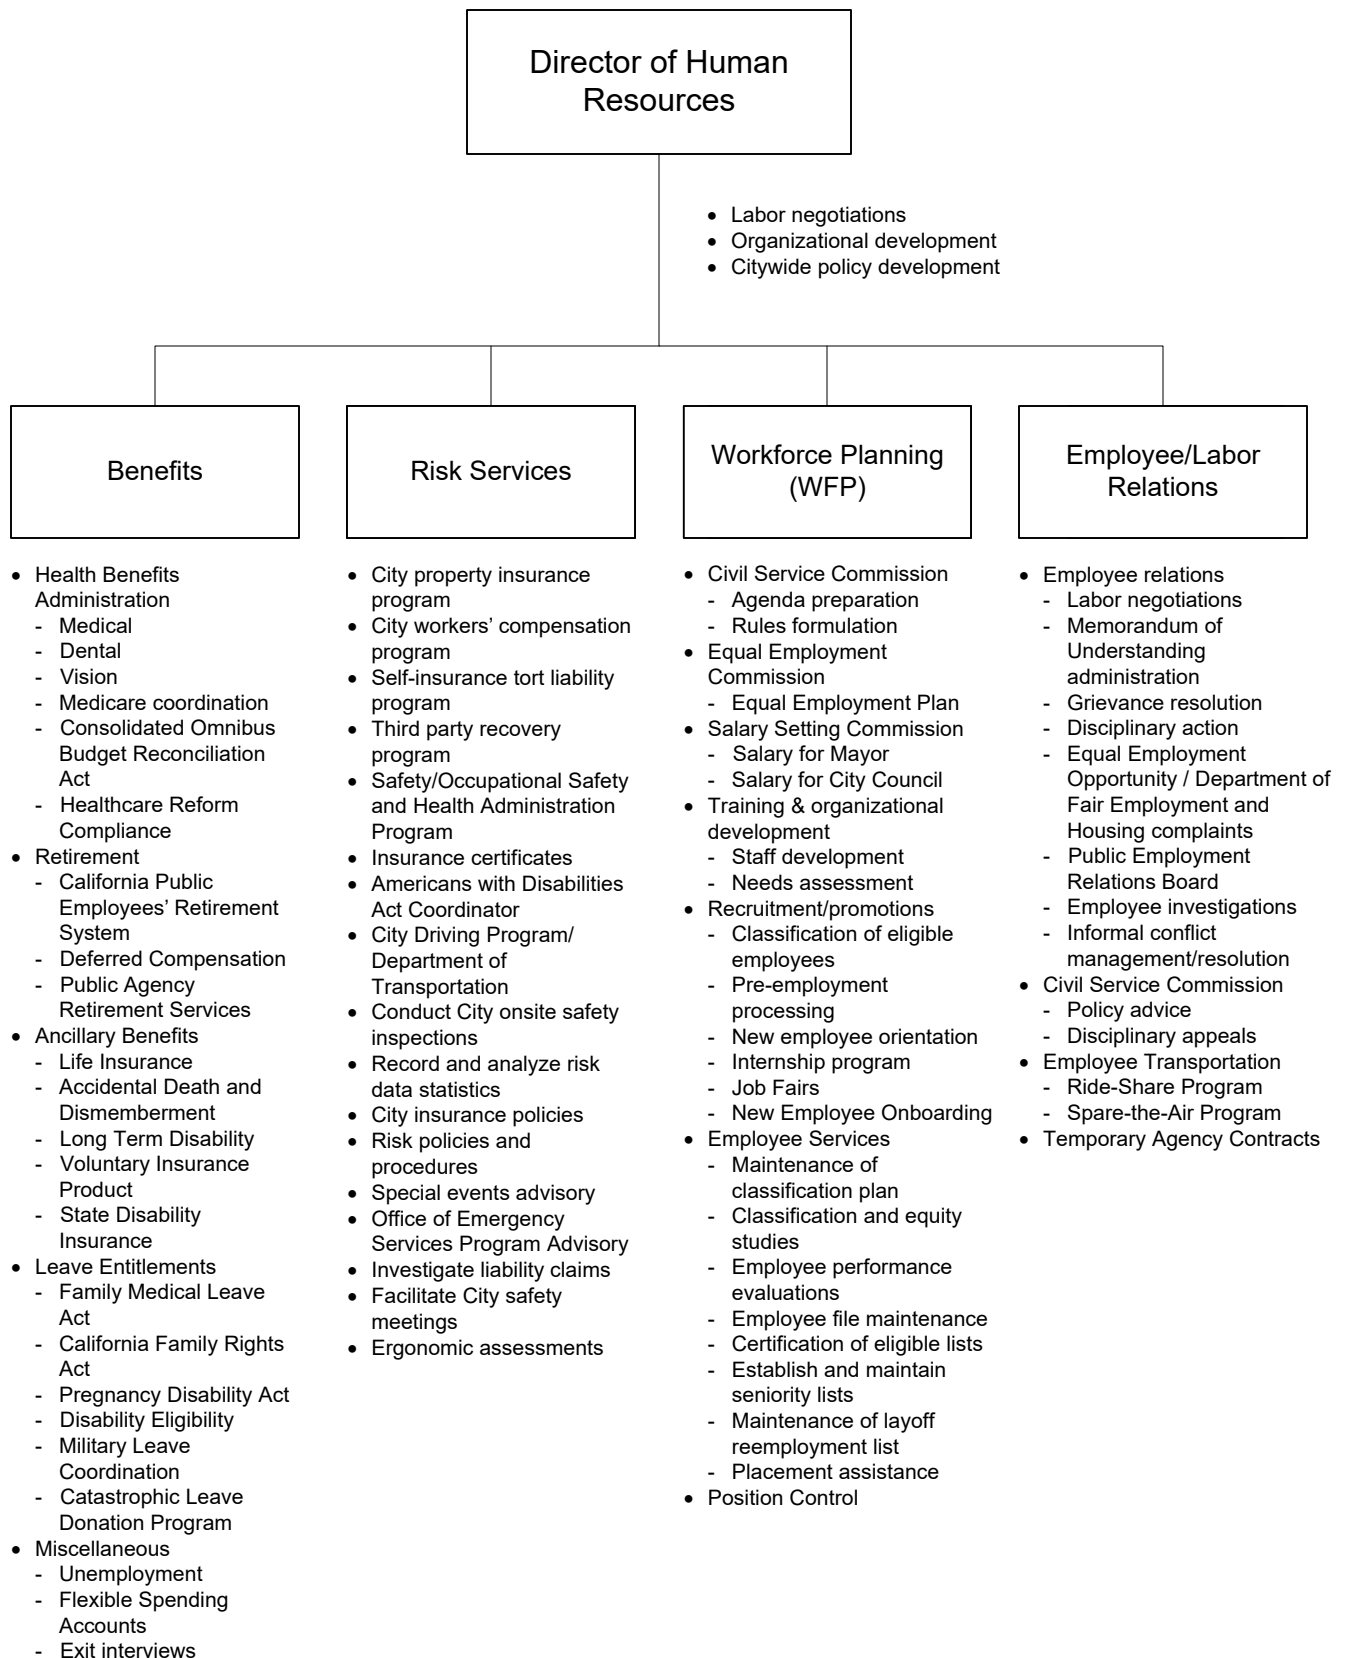 Director of Human
Resources
• Labor negotiations
• Organizational development
• Citywide policy development
Benefits
• Health Benefits
Administration
- Medical
- Dental
- Vision
- Medicare coordination
- Consolidated Omnibus
Budget Reconciliation
Act
- Healthcare Reform
Compliance
• Retirement
- California Public
Employees’ Retirement
System
- Deferred Compensation
- Public Agency
Retirement Services
• Ancillary Benefits
- Life Insurance
- Accidental Death and
Dismemberment
- Long Term Disability
- Voluntary Insurance
Product
- State Disability
Insurance
• Leave Entitlements
- Family Medical Leave
Act
- California Family Rights
Act
- Pregnancy Disability Act
- Disability Eligibility
- Military Leave
Coordination
- Catastrophic Leave
Donation Program
• Miscellaneous
- Unemployment
- Flexible Spending
Accounts
- Exit interviews
Risk Services
• City property insurance
program
• City workers’ compensation
program
• Self-insurance tort liability
program
• Third party recovery
program
• Safety/Occupational Safety
and Health Administration
Program
• Insurance certificates
• Americans with Disabilities
Act Coordinator
• City Driving Program/
Department of
Transportation
• Conduct City onsite safety
inspections
• Record and analyze risk
data statistics
• City insurance policies
• Risk policies and
procedures
• Special events advisory
• Office of Emergency
Services Program Advisory
• Investigate liability claims
• Facilitate City safety
meetings
• Ergonomic assessments
Workforce Planning
(WFP)
• Civil Service Commission
- Agenda preparation
- Rules formulation
• Equal Employment
Commission
- Equal Employment Plan
• Salary Setting Commission
- Salary for Mayor
- Salary for City Council
• Training & organizational
development
- Staff development
- Needs assessment
• Recruitment/promotions
- Classification of eligible
employees
- Pre-employment
processing
- New employee orientation
- Internship program
- Job Fairs
- New Employee Onboarding
• Employee Services
- Maintenance of
classification plan
- Classification and equity
studies
- Employee performance
evaluations
- Employee file maintenance
- Certification of eligible lists
- Establish and maintain
seniority lists
- Maintenance of layoff
reemployment list
- Placement assistance
• Position Control
Employee/Labor
Relations
• Employee relations
- Labor negotiations
- Memorandum of
Understanding
administration
- Grievance resolution
- Disciplinary action
- Equal Employment
Opportunity / Department of
Fair Employment and
Housing complaints
- Public Employment
Relations Board
- Employee investigations
- Informal conflict
management/resolution
• Civil Service Commission
- Policy advice
- Disciplinary appeals
• Employee Transportation
- Ride-Share Program
- Spare-the-Air Program
• Temporary Agency Contracts